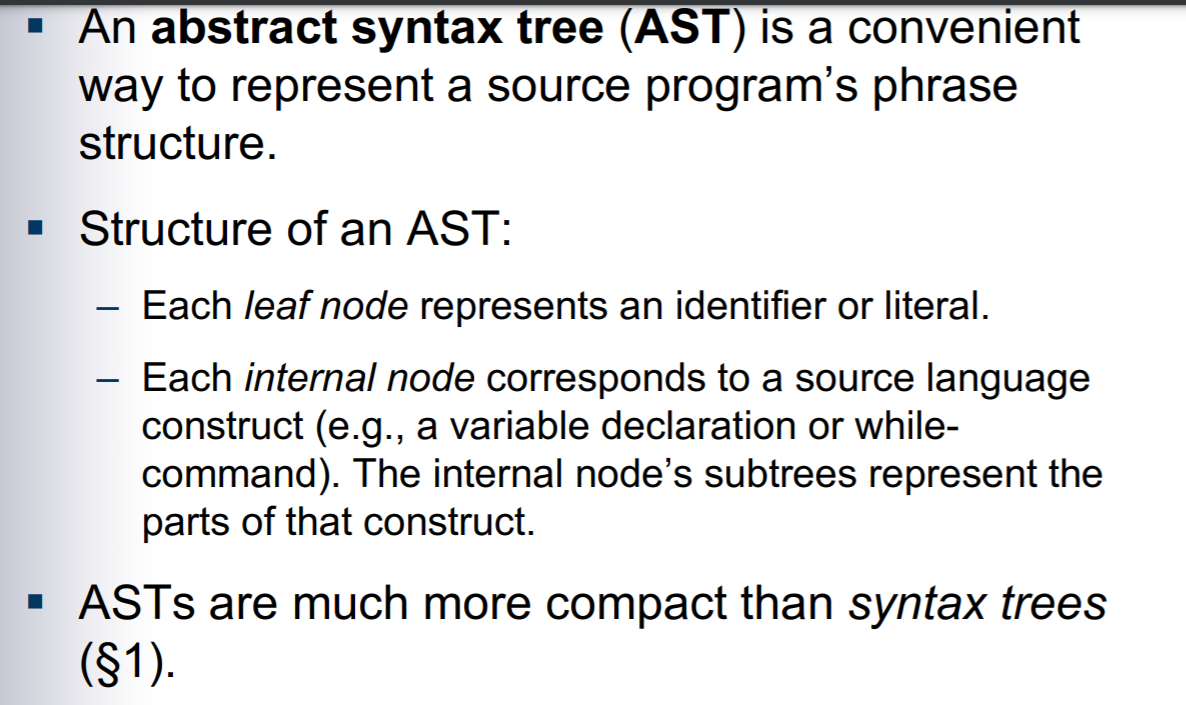 ▪ An abstract syntax tree (AST) is a convenient
way to represent a source program’s phrase
structure.
▪ Structure of an AST:
– Each leaf node represents an identifier or literal.
– Each internal node corresponds to a source language
construct (e.g., a variable declaration or while-
command). The internal node’s subtrees represent the
parts of that construct.
▪ ASTs are much more compact than syntax trees
(§1).